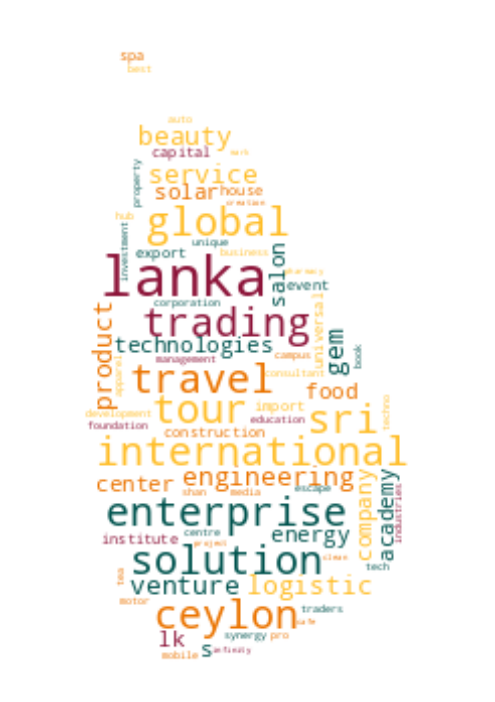 spa
best
auto
beauty
capital
work
service
property
solar house
creation
hub
global
investment
unique
export business
salon
lanka
pharmacy
event
corporation
universal
trading
product
technologies
gem
book
management campus
apparel
travel
consultant
food
tour import
techno
development
sri
foundation
education
construction
international
center engineering
company
academy
industries
shan media escape
enterprise
centre energy
institute project
solution
clean
tech
tea
venture logistic
motor
ceylon
traders
cafe
lk
synergy pro
mobile s infinity